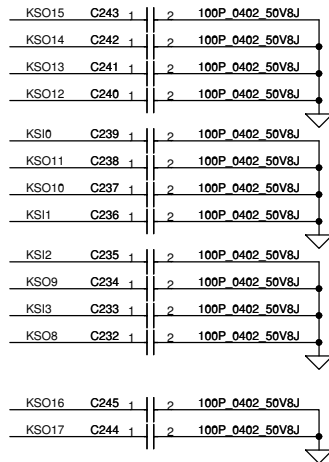 KSO15 C243 1 2 100P_0402_50V8J
KSO14 C242 1 2 100P_0402_50V8J
KSO13 C241 1 2 100P_0402_50V8J
KSO12 C240 1 2 100P_0402_50V8J
KSI0 C239 1 2 100P_0402_50V8J
KSO11 C238 1 2 100P_0402_50V8J
KSO10 C237 1 2 100P_0402_50V8J
KSI1 C236 1 2 100P_0402_50V8J
KSI2 C235 1 2 100P_0402_50V8J
KSO9 C234 1 2 100P_0402_50V8J
KSI3 C233 1 2 100P_0402_50V8J
KSO8 C232 1 2 100P_0402_50V8J
KSO16 C245 1 2 100P_0402_50V8J
KSO17 C244 1 2 100P_0402_50V8J